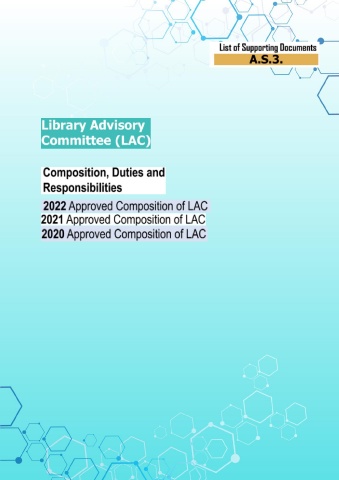 List of Supporting Documents
A.S.3.
Library Advisory
Committee (LAC)
Composition, Duties and
Responsibilities
2022 Approved Composition of LAC
2021 Approved Composition of LAC
2020 Approved Composition of LAC